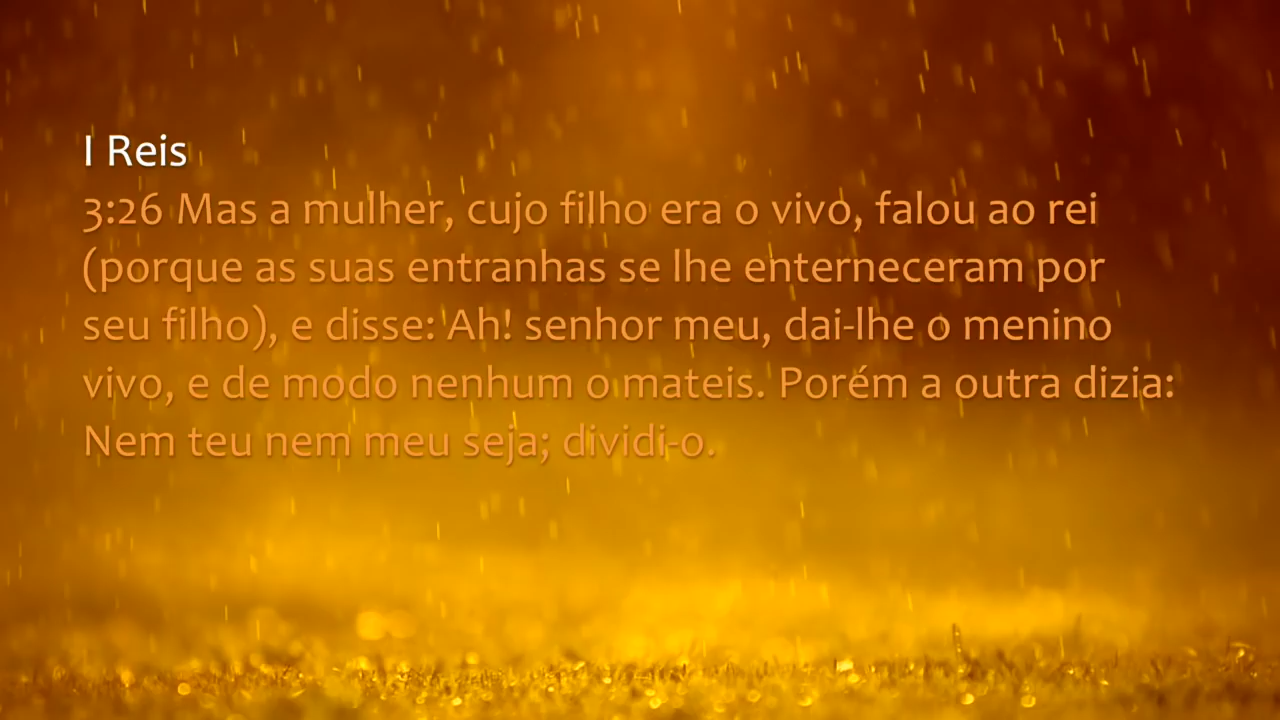 I Reis
3:26 Mas a mulher, cujo filho era o vivo, falou ao rei
(porque as suas entranhas se lhe enterneceram por
seu filho), e disse: Ah! senhor meu, dai-lhe o menino
vivo, e de modo nenhum o mateis. Porém a outra dizia:
Nem teu nem meu seja; dividi-o.